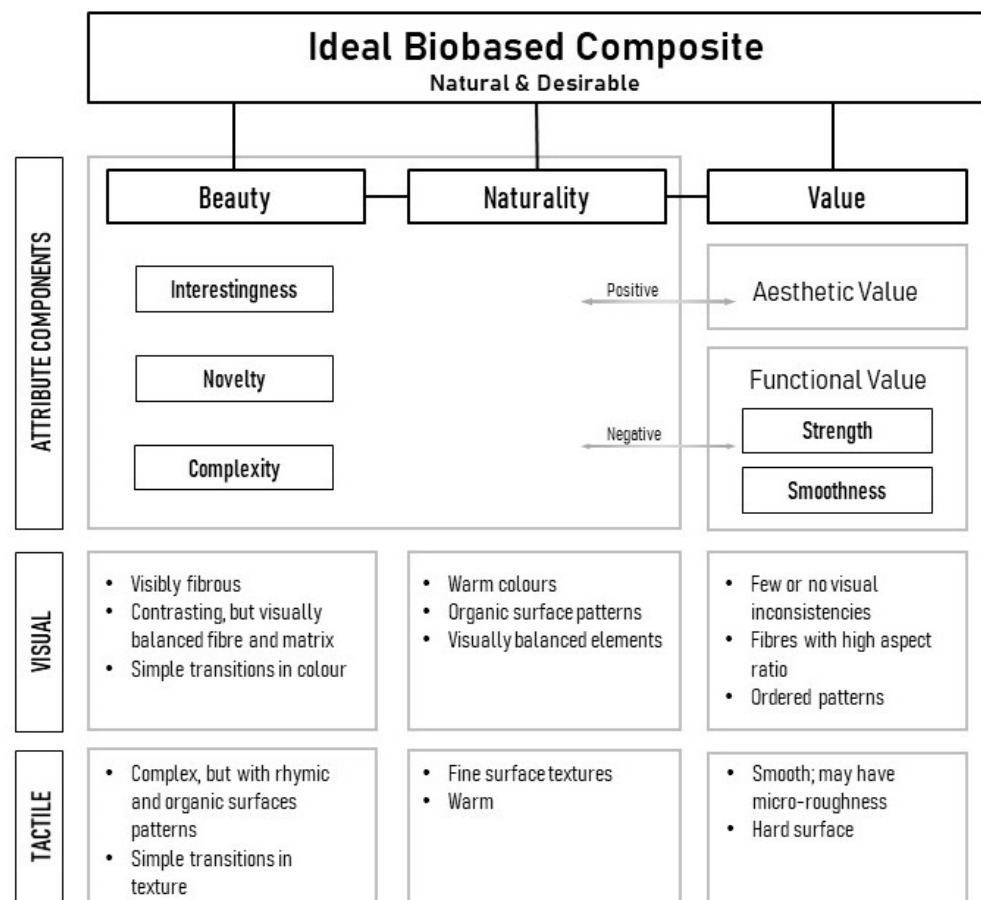 Ideal Biobased Composite
Natural & Desirable
ATTRIBUTE COMPONENTS
Beauty
Naturality
Value
Interestingness
Novelty
Complexity
Positive
Negative
Aesthetic Value
Functional Value
Strength
Smoothness
VISUAL
• Visibly fibrous
• Contrasting, but visually
balanced fibre and matrix
• Simple transitions in colour
• Warm colours
• Organic surface patterns
• Visually balanced elements
• Few or no visual
inconsistencies
• Fibres with high aspect
ratio
• Ordered patterns
TACTILE
• Complex, but with rhymic
and organic surfaces
patterns
• Simple transitions in
texture
• Fine surface textures
• Warm
• Smooth; may have
micro-roughness
• Hard surface